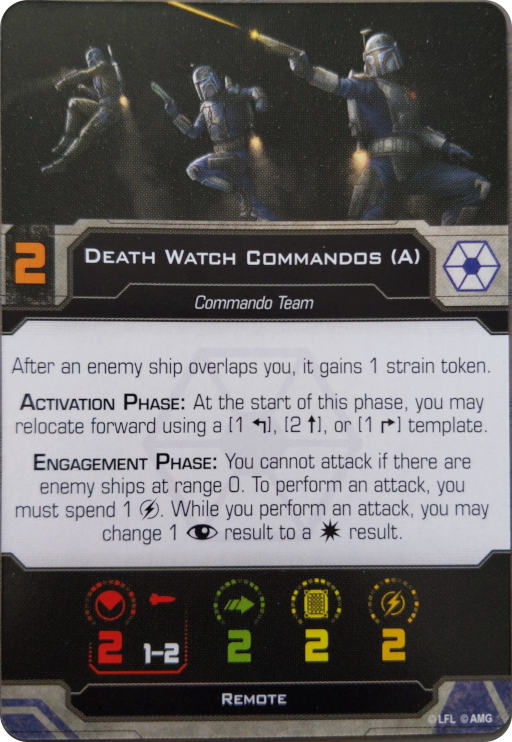 2
DEATH WATCH COMMANDOS (A)
Commando Team
After an enemy ship overlaps you, it gains 1 strain token.
ACTIVATION PHASE: At the start of this phase, you may
relocate forward using a [1 ↰], [2 ⬆], or [1 ↱] template.
ENGAGEMENT PHASE: You cannot attack if there are
enemy ships at range 0. To perform an attack, you
must spend 1. While you perform an attack, you may
change 1 result to a result.
2 1-2 2 2 2
REMOTE
© LFL © AMG